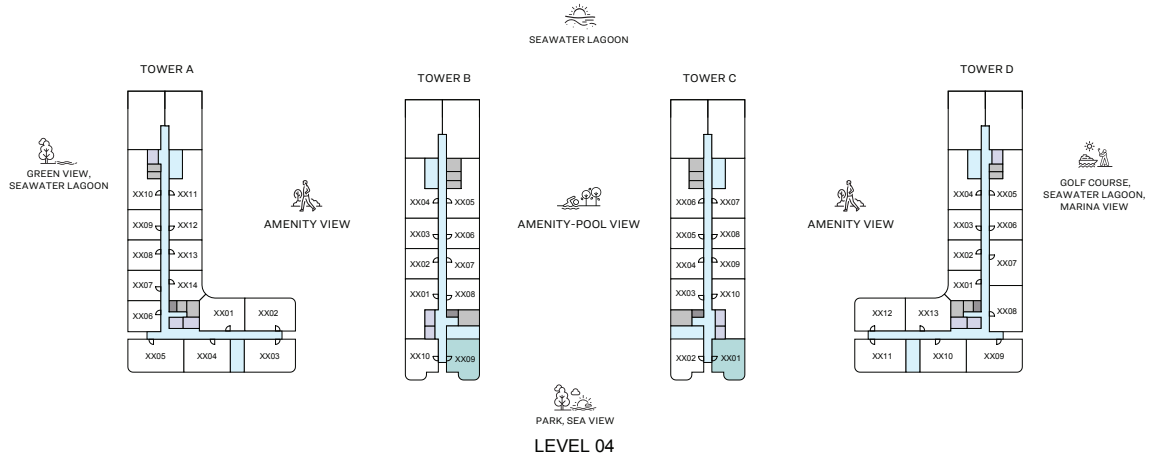 SEAWATER LAGOON
TOWER A
TOWER B
TOWER C
TOWER D
GREEN VIEW,
SEAWATER LAGOON
AMENITY VIEW
AMENITY-POOL VIEW
AMENITY VIEW
GOLF COURSE,
SEAWATER LAGOON,
MARINA VIEW
XX10 XX11
XX09 XX12
XX08 XX13
XX07 XX14
XX06 XX01 XX02
XX05 XX04 XX03
XX04 XX05
XX03 XX06
XX02 XX07
XX01 XX08
XX10 XX09
XX06 XX07
XX05 XX08
XX04 XX09
XX03 XX10
XX02 XX01
XX04 XX05
XX03 XX06
XX02 XX07
XX01
XX12 XX13 XX08
XX11 XX10 XX09
PARK, SEA VIEW
LEVEL 04